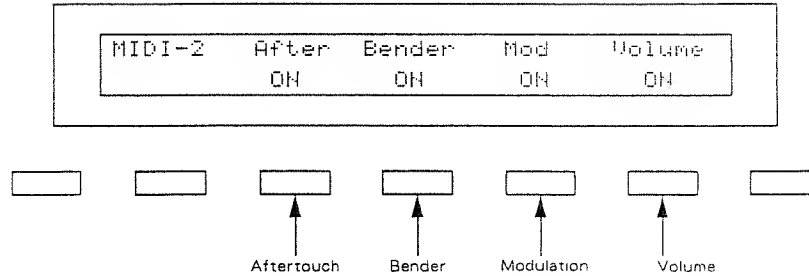 MIDI-2 After Bender Mod Volume
ON ON ON ON
Aftertouch Bender Modulation Volume